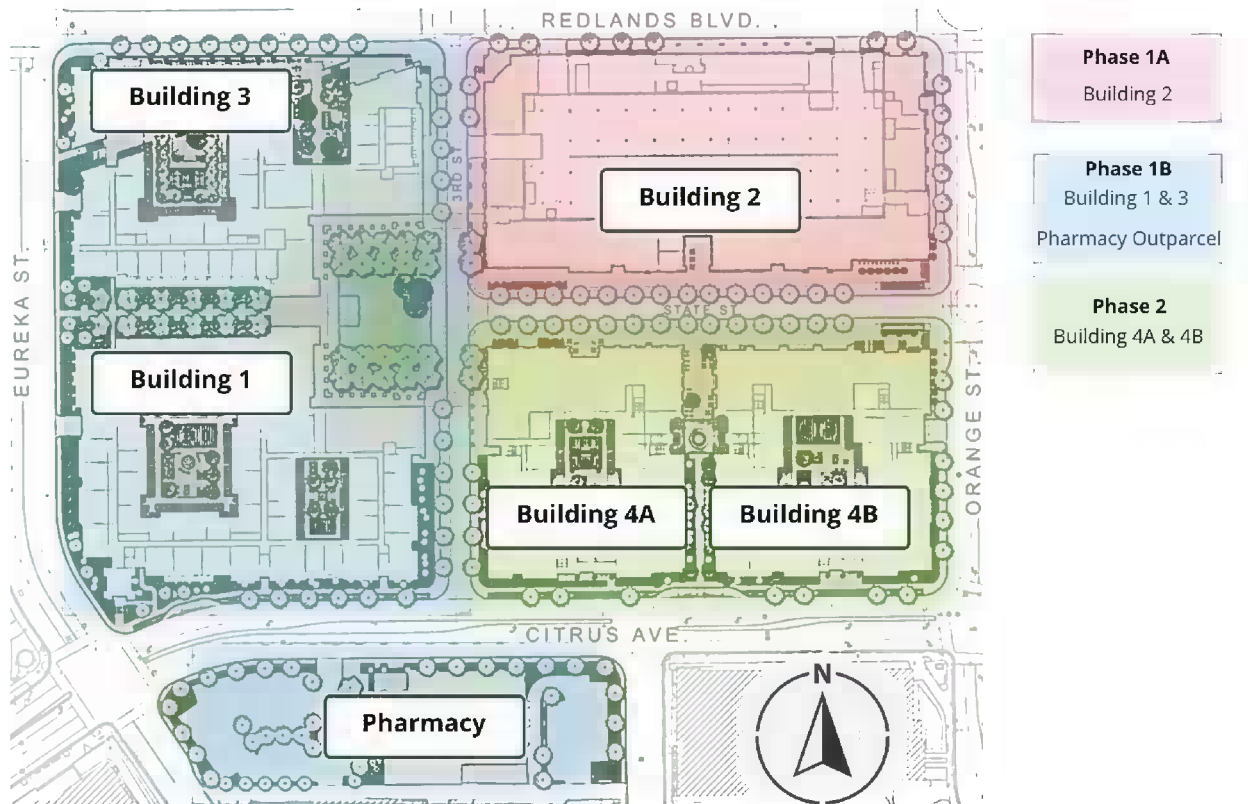 REDLANDS BLVD.
Building 3
3RD ST
Building 2
EUREKA ST.
STATE ST
Building 1
ORANGE ST.
Building 4A
Building 4B
CITRUS AVE.
Pharmacy
N
Phase 1A
Building 2
Phase 1B
Building 1 & 3
Pharmacy Outparcel
Phase 2
Building 4A & 4B